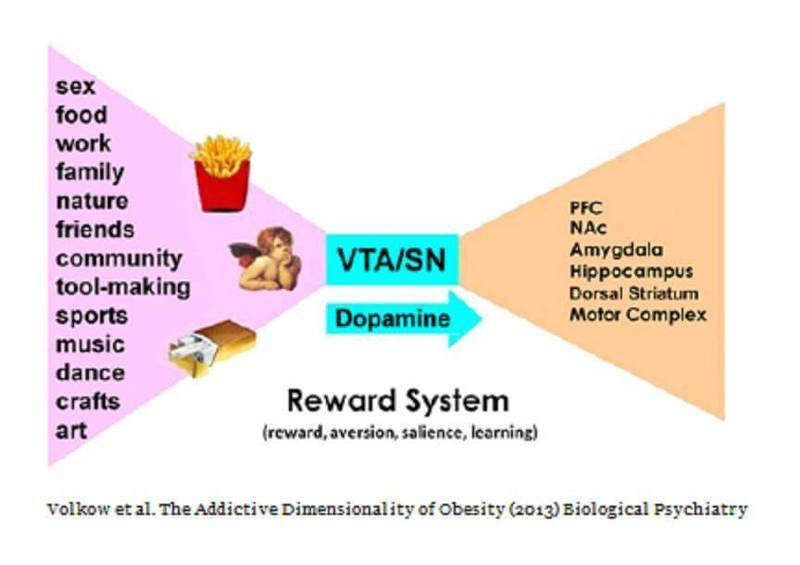 sex
food
work
family
nature
friends
community
tool-making
sports
music
dance
crafts
art
VTA/SN
Dopamine
PFC
NAc
Amygdala
Hippocampus
Dorsal Striatum
Motor Complex
Reward System
(reward, aversion, salience, learning)
Volkow et al. The Addictive Dimensionality of Obesity (2013) Biological Psychiatry